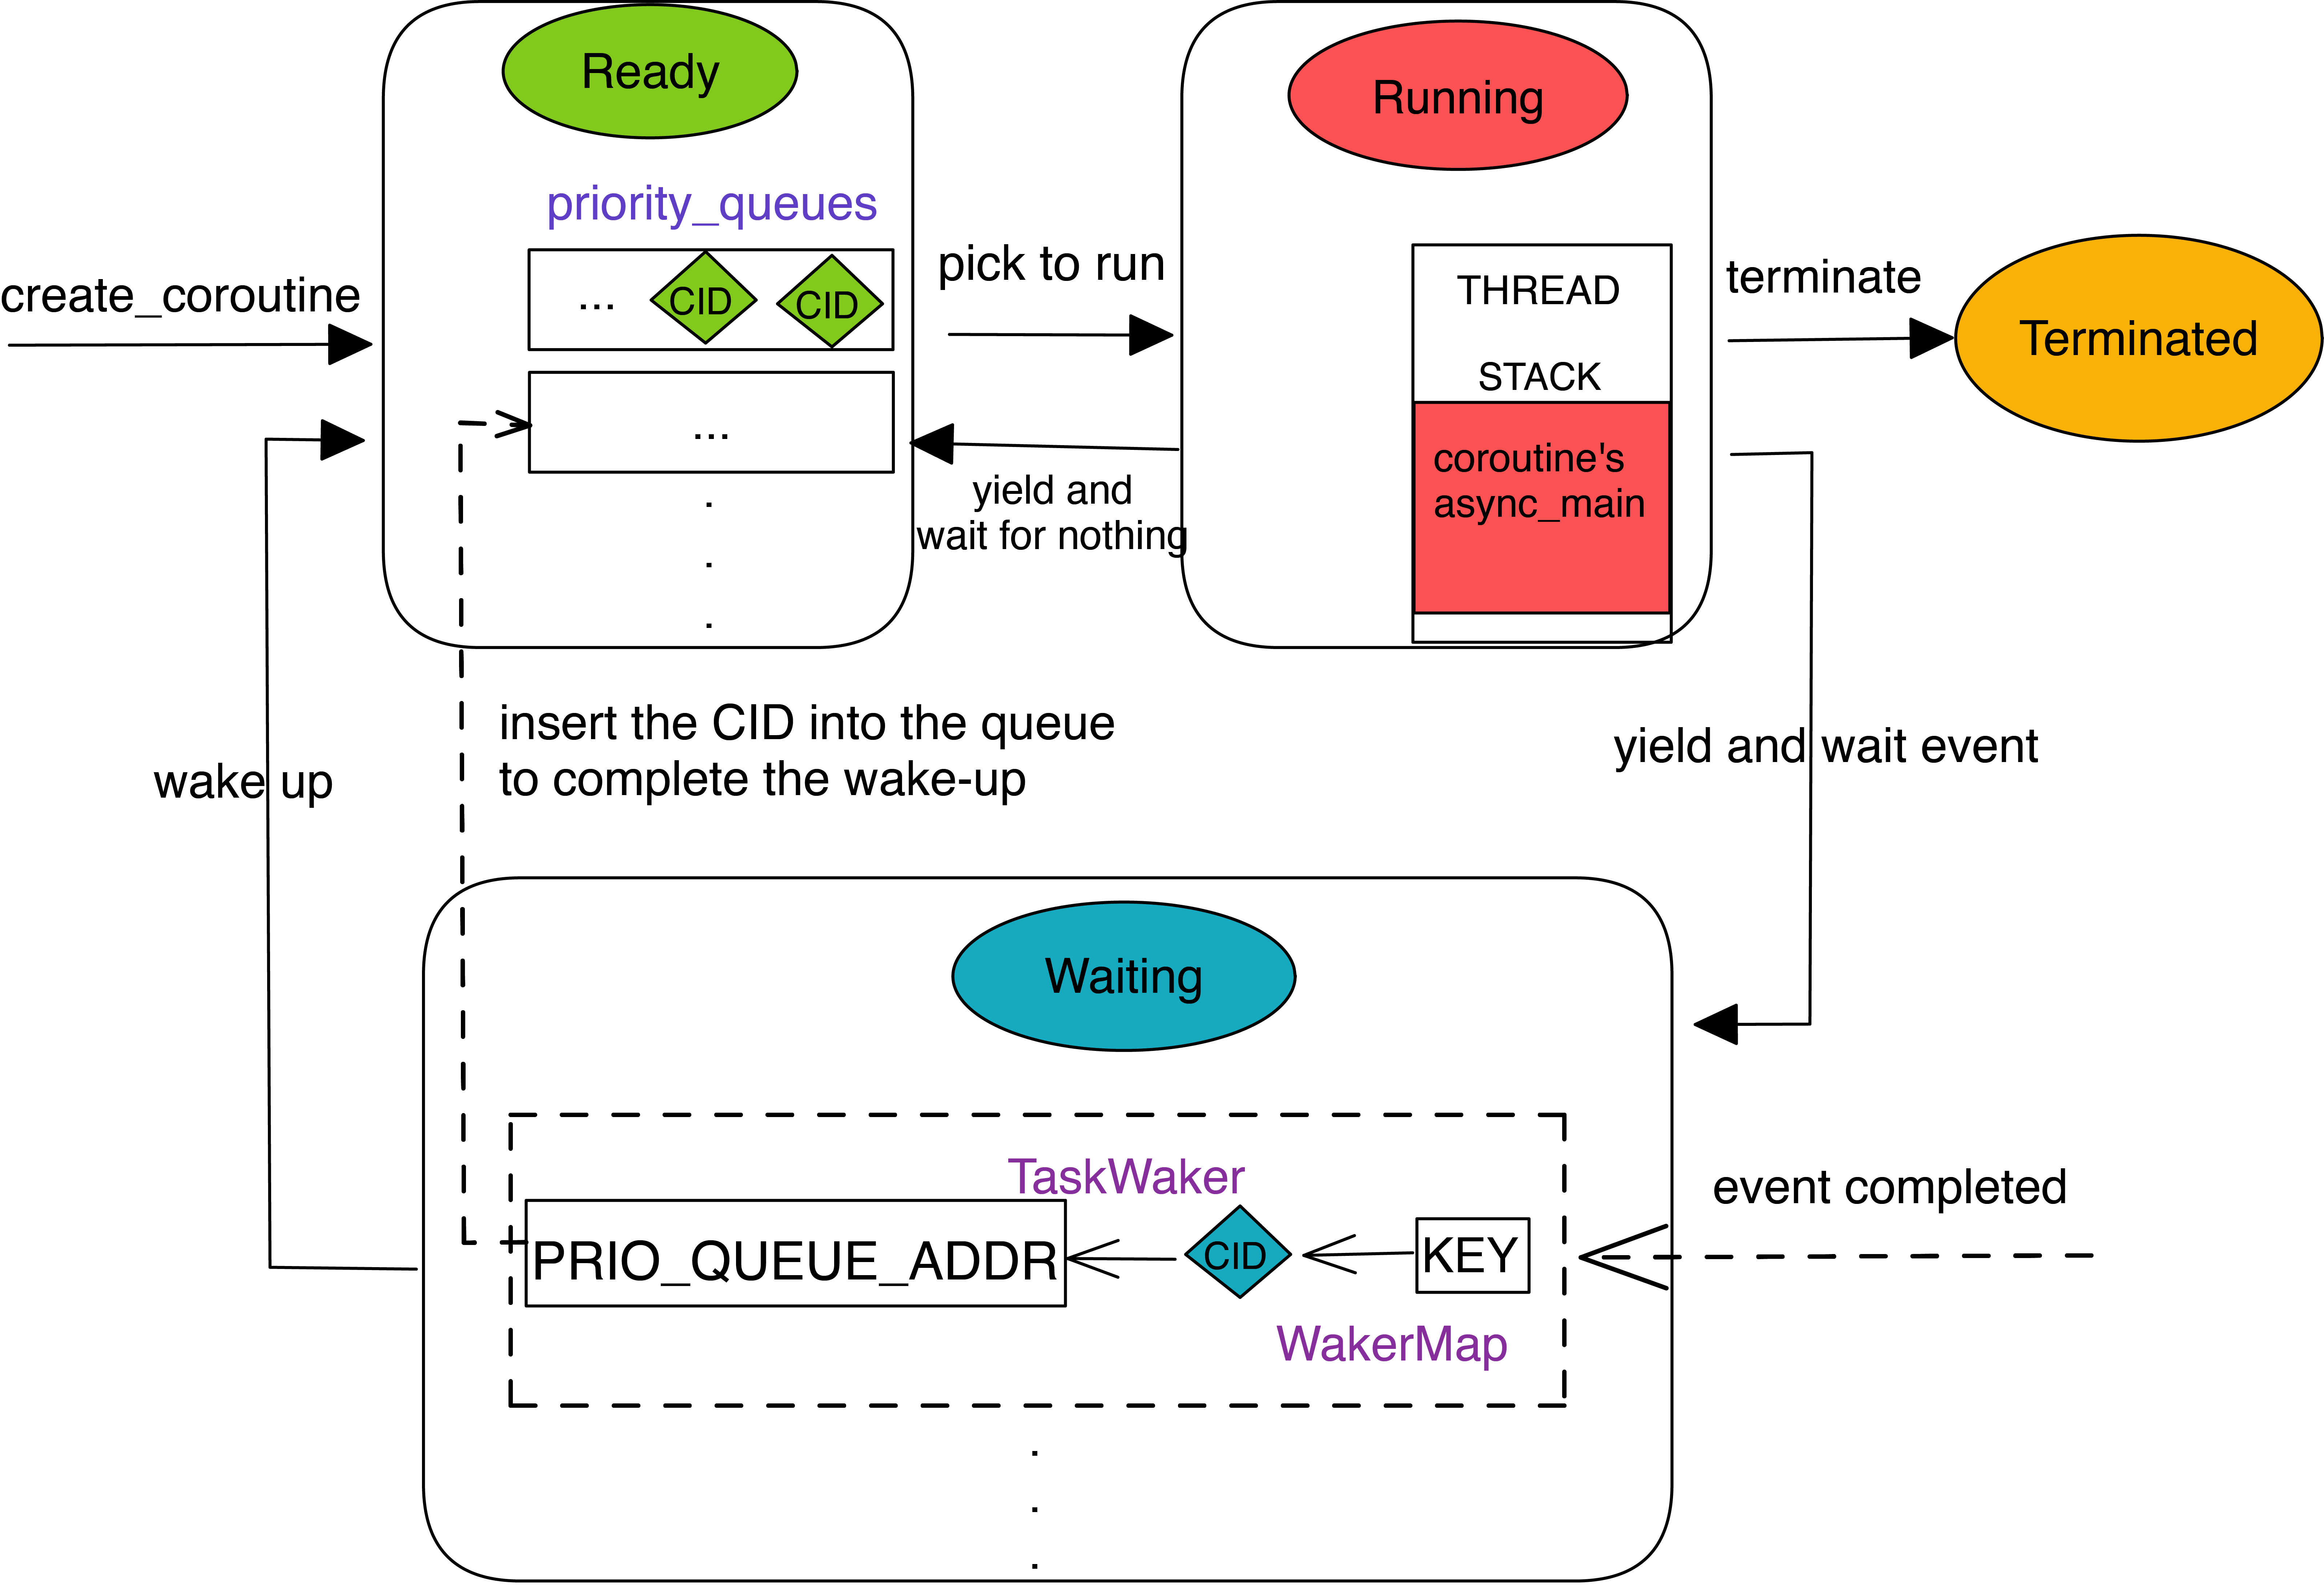 Ready
Running
priority_queues
create_coroutine
... CID CID
pick to run
THREAD
STACK
terminate
Terminated
...
yield and
wait for nothing
coroutine's
async_main
.
.
.
insert the CID into the queue
to complete the wake-up
wake up
yield and wait event
Waiting
TaskWaker
PRIO_QUEUE_ADDR
CID
KEY
event completed
WakerMap
.
.
.